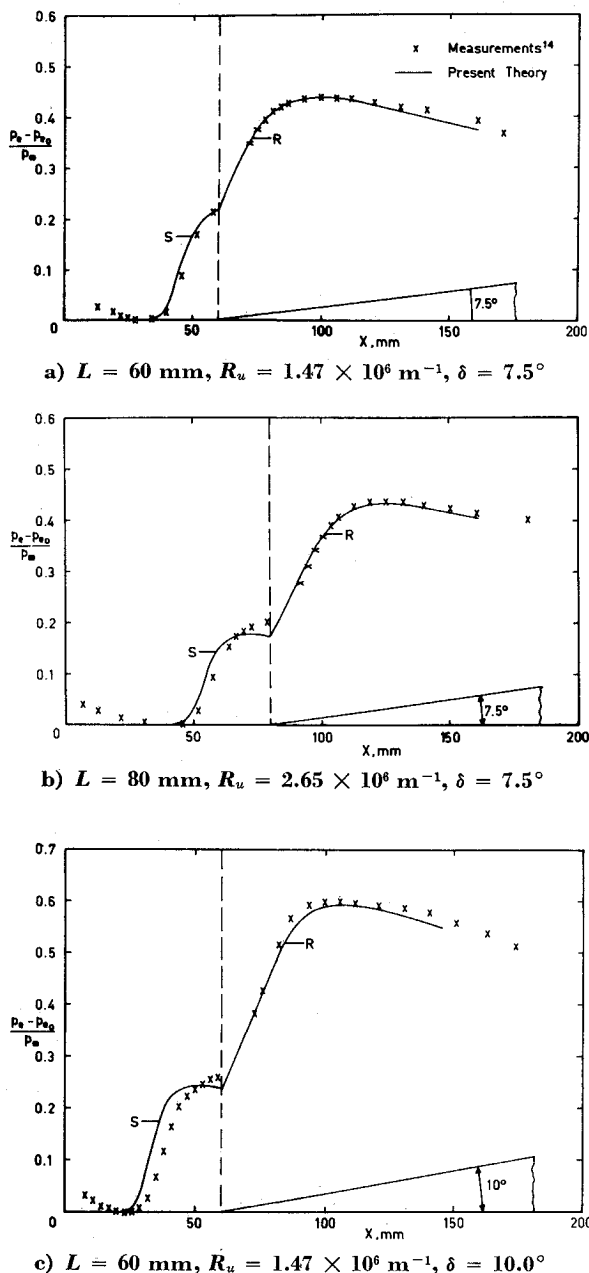 0.6
0.5
0.4
0.3
0.2
0.1
0
pₑ - pₑ₀
p∞
x Measurements¹⁴
— Present Theory
S
R
7.5°
0 50 100 150 200
X, mm
a) L = 60 mm, Rᵤ = 1.47 × 10⁶ m⁻¹, δ = 7.5°
0.6
0.5
0.4
0.3
0.2
0.1
0
pₑ - pₑ₀
p∞
S
R
7.5°
0 50 100 150 200
X, mm
b) L = 80 mm, Rᵤ = 2.65 × 10⁶ m⁻¹, δ = 7.5°
0.7
0.6
0.5
0.4
0.3
0.2
0.1
0
pₑ - pₑ₀
p∞
S
R
10°
0 50 100 150 200
X, mm
c) L = 60 mm, Rᵤ = 1.47 × 10⁶ m⁻¹, δ = 10.0°